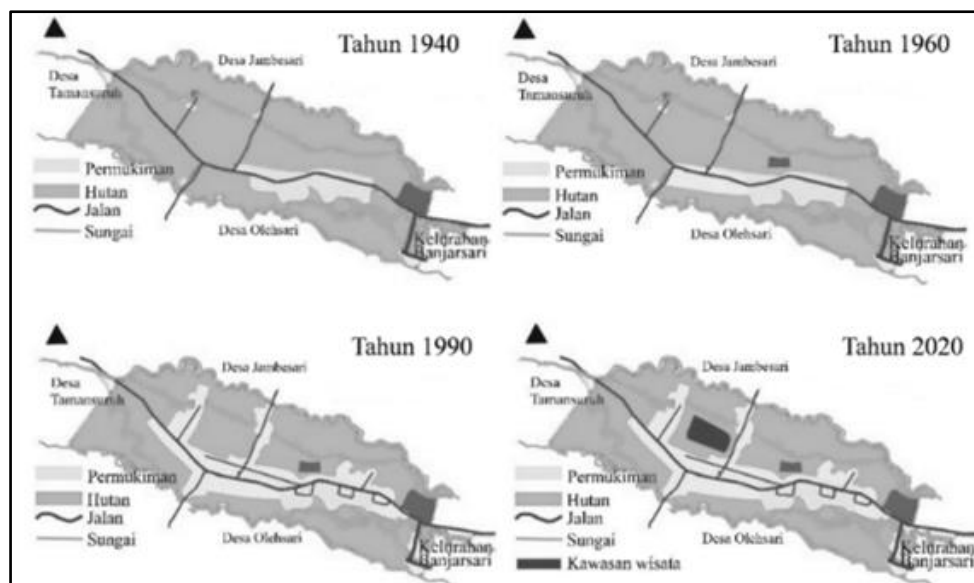 Tahun 1940
Desa Jambesari
Desa
Tamansuruh
Permukiman
Hutan
Jalan
Sungai
Desa Olehsari
Kelurahan
Banjarsari
Tahun 1960
Desa Jambesari
Desa
Tamansuruh
Permukiman
Hutan
Jalan
Sungai
Desa Olehsari
Kelurahan
Banjarsari
Tahun 1990
Desa Jambesari
Desa
Tamansuruh
Permukiman
Hutan
Jalan
Sungai
Desa Olehsari
Kelurahan
Banjarsari
Tahun 2020
Desa Jambesari
Desa
Tamansuruh
Permukiman
Hutan
Jalan
Sungai
Kawasan wisata
Desa Olehsari
Kelurahan
Banjarsari